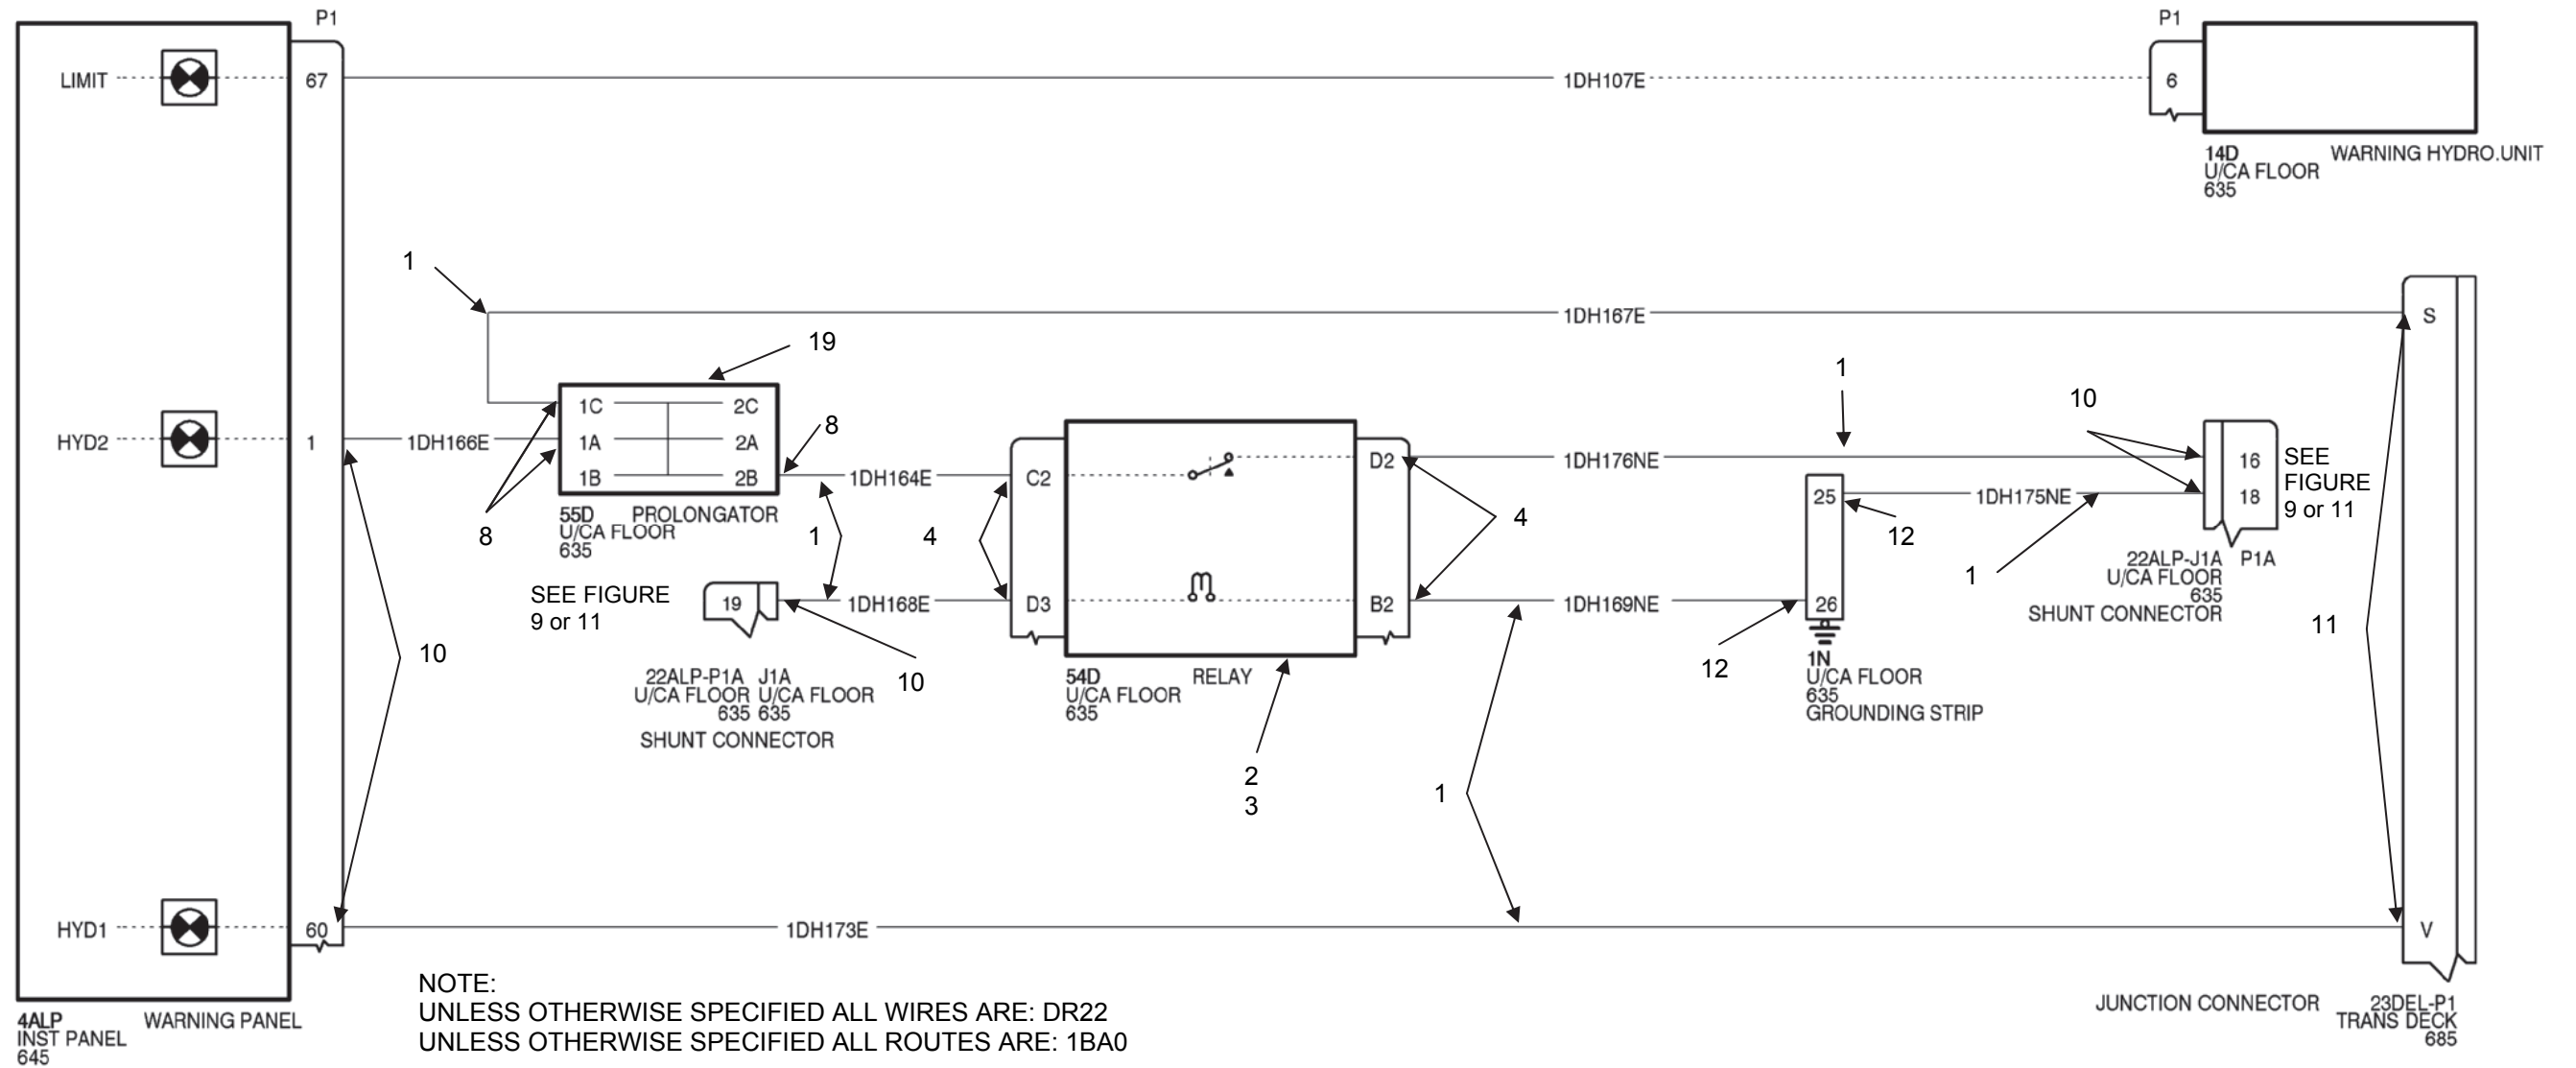 P1
P1
LIMIT
67
1DH107E
6
14D WARNING HYDRO.UNIT
U/CA FLOOR
635
1
1DH167E
S
19
1
10
1C 2C
HYD2
1
1DH166E
1A 2A
8
1B 2B
1DH164E
C2
D2
1DH176NE
16
SEE
FIGURE
9 or 11
25
1DH175NE
18
55D PROLONGATOR
U/CA FLOOR
635
8
1
4
4
12
1
22ALP-J1A P1A
U/CA FLOOR
635
SHUNT CONNECTOR
SEE FIGURE
9 or 11
19
1DH168E
D3
B2
1DH169NE
26
11
10
12
1N
U/CA FLOOR
635
GROUNDING STRIP
22ALP-P1A J1A
U/CA FLOOR U/CA FLOOR
635 635
SHUNT CONNECTOR
10
54D RELAY
U/CA FLOOR
635
2
3
1
HYD1
60
1DH173E
V
NOTE:
UNLESS OTHERWISE SPECIFIED ALL WIRES ARE: DR22
UNLESS OTHERWISE SPECIFIED ALL ROUTES ARE: 1BA0
4ALP WARNING PANEL
INST PANEL
645
JUNCTION CONNECTOR 23DEL-P1
TRANS DECK
685